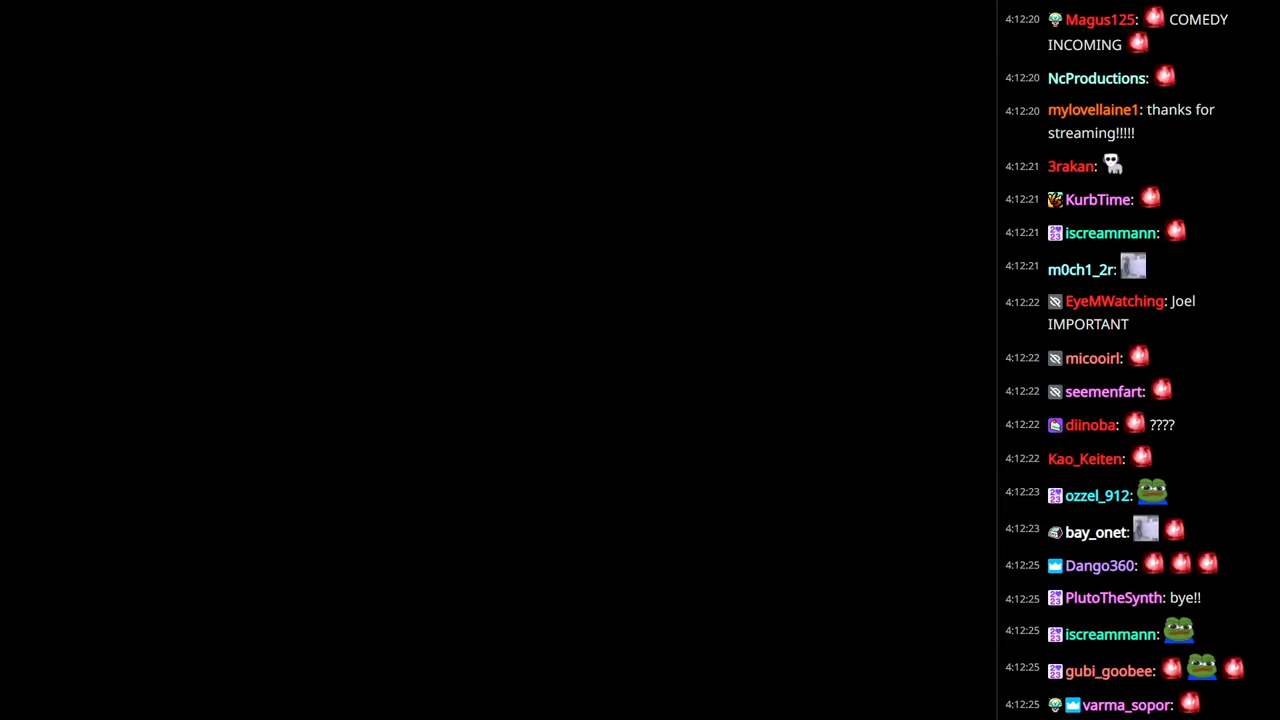 4:12:20 Magus125: COMEDY
INCOMING
4:12:20 NcProductions:
4:12:20 mylovellaine1: thanks for
streaming!!!!!
4:12:21 3rakan:
4:12:21 KurbTime:
4:12:21 iscreammann:
4:12:21 m0ch1_2r:
4:12:22 EyeMWatching: Joel
IMPORTANT
4:12:22 micooirl:
4:12:22 seemenfart:
4:12:22 diinoba: ????
4:12:22 Kao_Keiten:
4:12:23 ozzel_912:
4:12:23 bay_onet:
4:12:25 Dango360:
4:12:25 PlutoTheSynth: bye!!
4:12:25 iscreammann:
4:12:25 gubi_goobee:
4:12:25 varma_sopor: